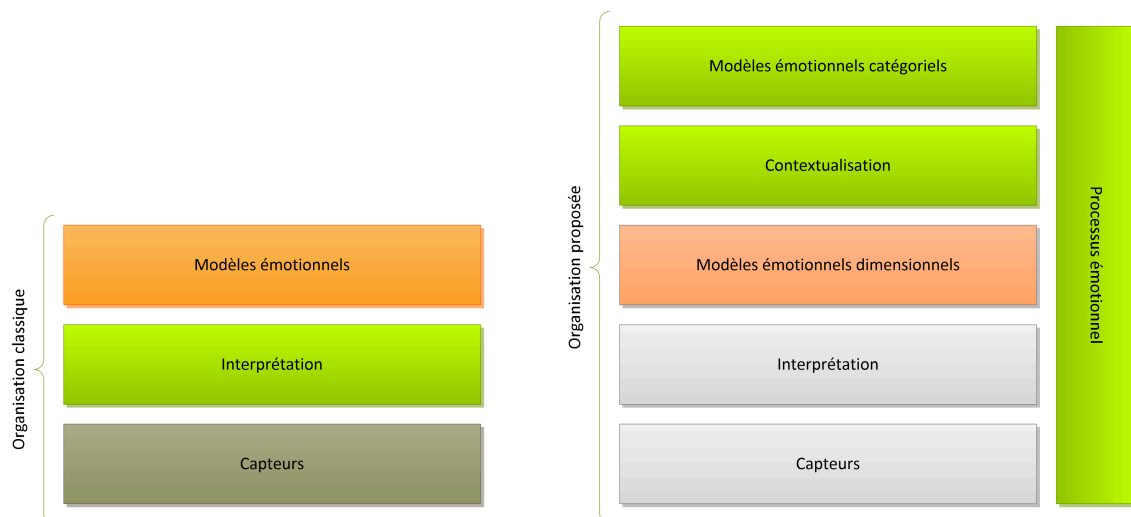 Organisation classique
Modèles émotionnels
Interprétation
Capteurs
Organisation proposée
Modèles émotionnels catégoriels
Contextualisation
Modèles émotionnels dimensionnels
Interprétation
Capteurs
Processus émotionnel